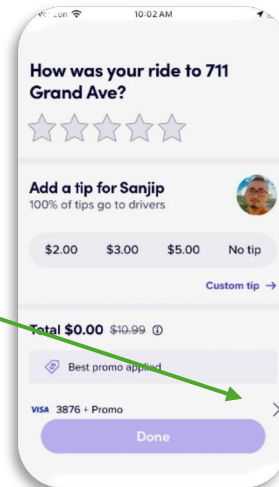 10:02 AM
How was your ride to 711
Grand Ave?
Add a tip for Sanjip
100% of tips go to drivers
$2.00 $3.00 $5.00 No tip
Custom tip →
Total $0.00 $10.99
Best promo applied
VISA 3876 + Promo
Done